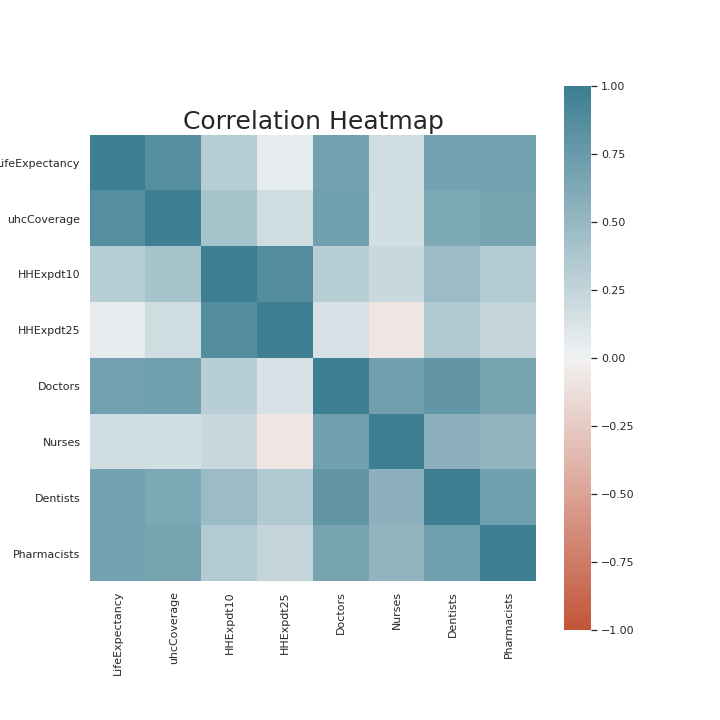 Correlation Heatmap
LifeExpectancy
uhcCoverage
HHExpdt10
HHExpdt25
Doctors
Nurses
Dentists
Pharmacists
LifeExpectancy
uhcCoverage
HHExpdt10
HHExpdt25
Doctors
Nurses
Dentists
Pharmacists
1.00
0.75
0.50
0.25
0.00
−0.25
−0.50
−0.75
−1.00